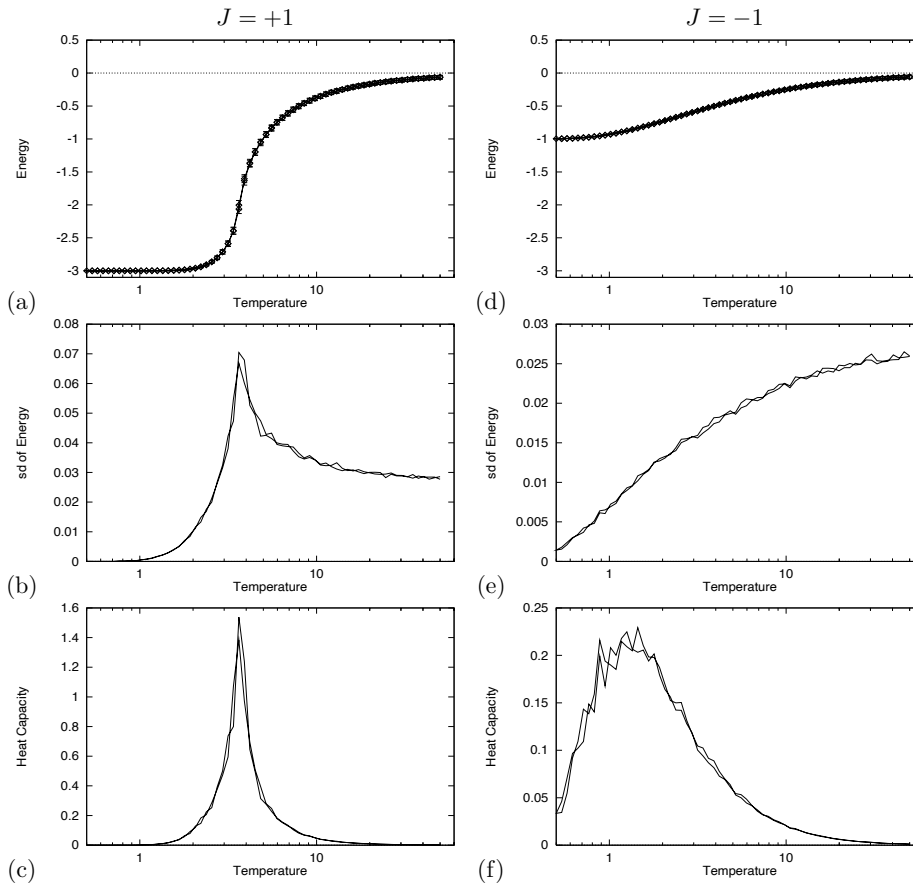 J = +1
J = −1
0.5
0
-0.5
-1
-1.5
-2
-2.5
-3
Energy
1
10
Temperature
(a)
0.5
0
-0.5
-1
-1.5
-2
-2.5
-3
Energy
1
10
Temperature
(d)
0.08
0.07
0.06
0.05
0.04
0.03
0.02
0.01
0
sd of Energy
1
10
Temperature
(b)
0.03
0.025
0.02
0.015
0.01
0.005
0
sd of Energy
1
10
Temperature
(e)
1.6
1.4
1.2
1
0.8
0.6
0.4
0.2
0
Heat Capacity
1
10
Temperature
(c)
0.25
0.2
0.15
0.1
0.05
0
Heat Capacity
1
10
Temperature
(f)